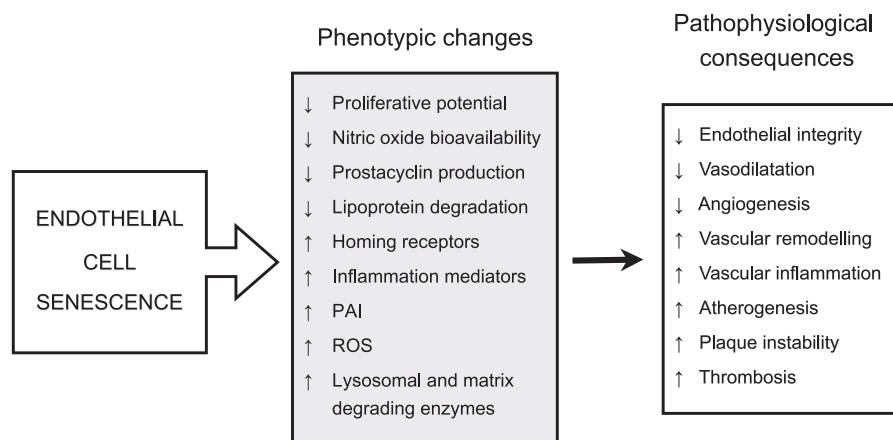 Phenotypic changes
↓ Proliferative potential
↓ Nitric oxide bioavailability
↓ Prostacyclin production
↓ Lipoprotein degradation
↑ Homing receptors
↑ Inflammation mediators
↑ PAI
↑ ROS
↑ Lysosomal and matrix
degrading enzymes
Pathophysiological
consequences
↓ Endothelial integrity
↓ Vasodilatation
↓ Angiogenesis
↑ Vascular remodelling
↑ Vascular inflammation
↑ Atherogenesis
↑ Plaque instability
↑ Thrombosis
ENDOTHELIAL
CELL
SENESCENCE